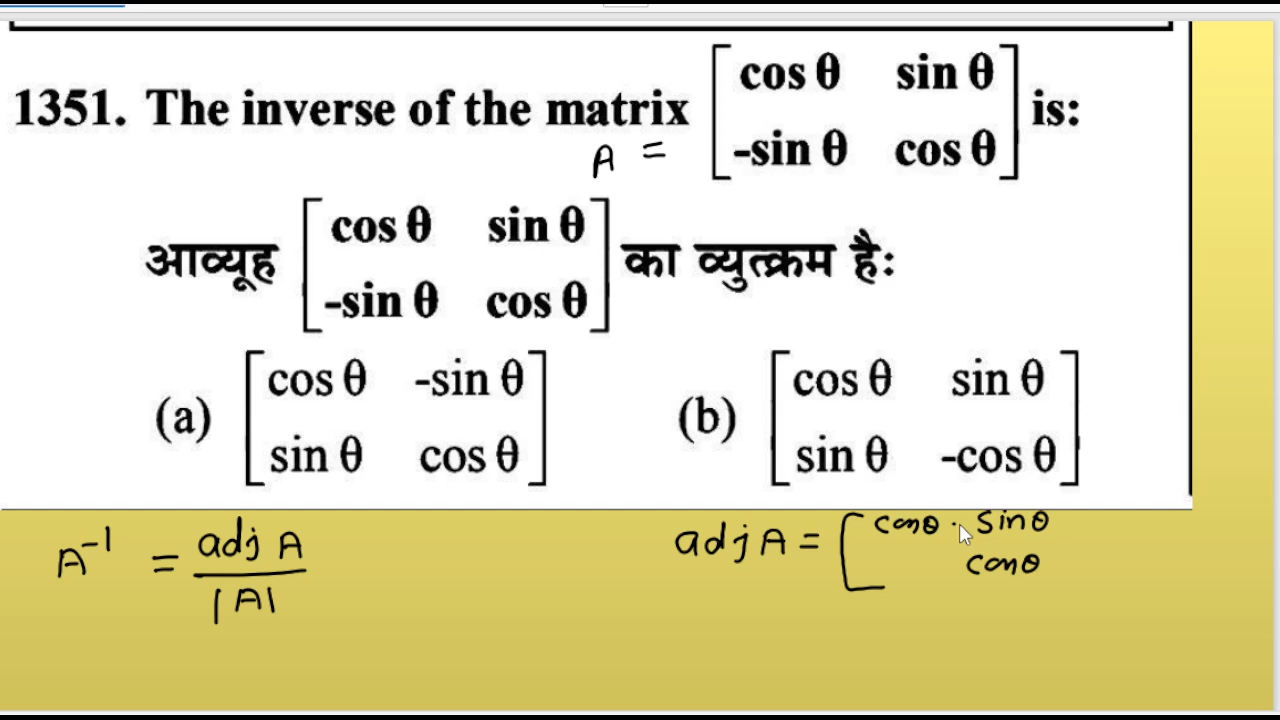 1351. The inverse of the matrix [cos θ sin θ
-sin θ cos θ] is:
A =
आव्यूह [cos θ sin θ
-sin θ cos θ] का व्युत्क्रम है:
(a) [cos θ -sin θ
sin θ cos θ]
(b) [cos θ sin θ
sin θ -cos θ]
A⁻¹ = adj A
|A|
adj A = [cosθ · sinθ
cosθ